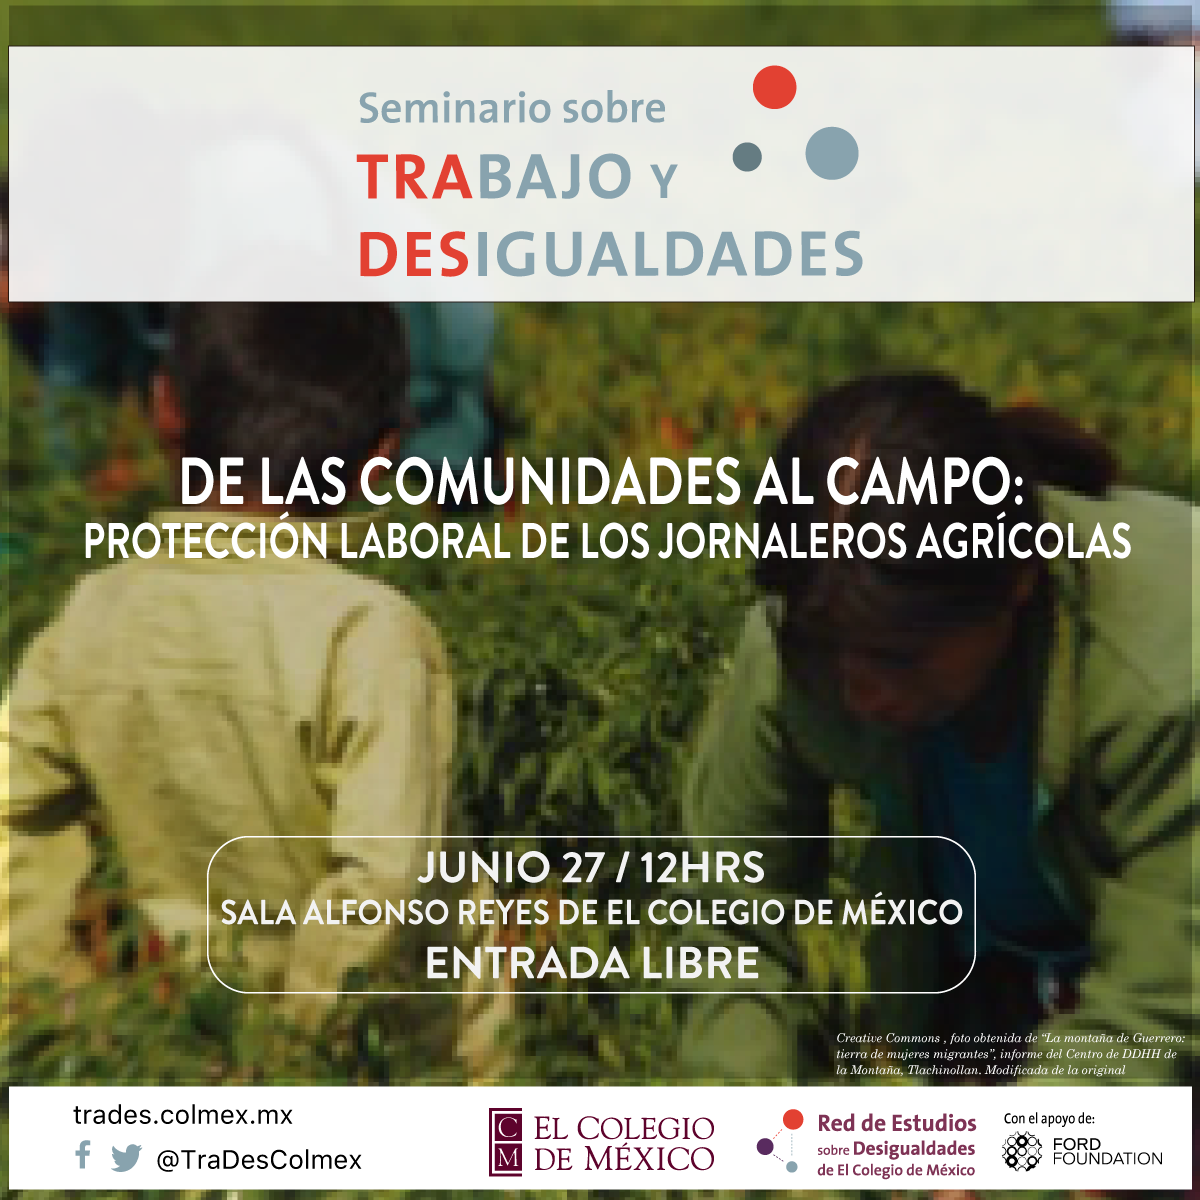 Seminario sobre
TRABAJO Y
DESIGUALDADES
DE LAS COMUNIDADES AL CAMPO:
PROTECCIÓN LABORAL DE LOS JORNALEROS AGRÍCOLAS
JUNIO 27 / 12HRS
SALA ALFONSO REYES DE EL COLEGIO DE MÉXICO
ENTRADA LIBRE
Creative Commons , foto obtenida de “La montaña de Guerrero:
tierra de mujeres migrantes”, informe del Centro de DDHH de
la Montaña, Tlachinollan. Modificada de la original
trades.colmex.mx
@TraDesColmex
C
M
EL COLEGIO
DE MÉXICO
Red de Estudios
sobre Desigualdades
de El Colegio de México
Con el apoyo de:
FORD
FOUNDATION